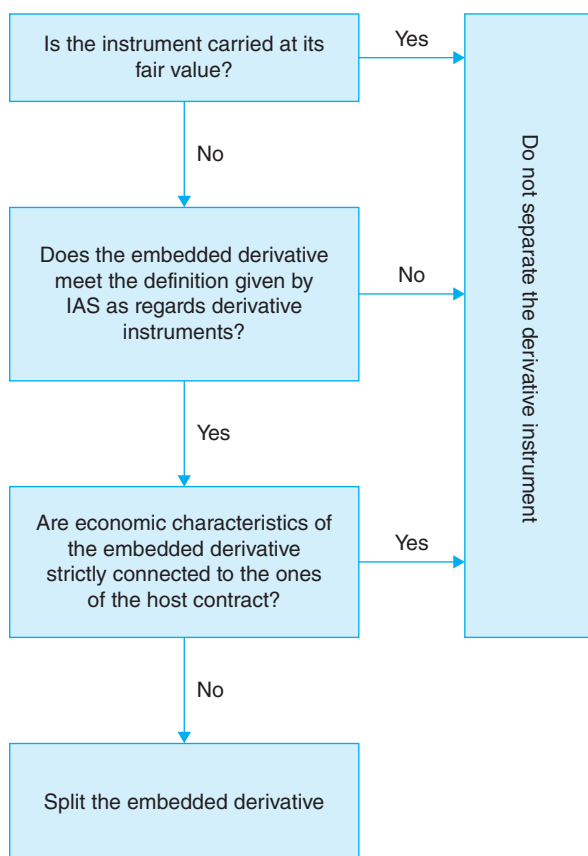 Is the instrument carried at its
fair value?
Yes
No
Does the embedded derivative
meet the definition given by
IAS as regards derivative
instruments?
No
Yes
Are economic characteristics of
the embedded derivative
strictly connected to the ones
of the host contract?
Yes
No
Split the embedded derivative
Do not separate the derivative instrument